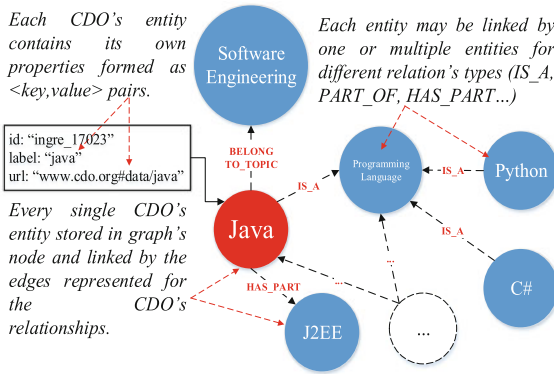 Each CDO's entity
contains its own
properties formed as
<key,value> pairs.
Software
Engineering
Each entity may be linked by
one or multiple entities for
different relation's types (IS_A,
PART_OF, HAS_PART…)
id: “ingre_17023”
label: “java”
url: “www.cdo.org#data/java”
BELONG
TO_TOPIC
IS_A
Programming
Language
IS_A
Python
Every single CDO's
entity stored in graph's
node and linked by the
edges represented for
the CDO's
relationships.
Java
IS_A
C#
...
...
HAS_PART
J2EE
...